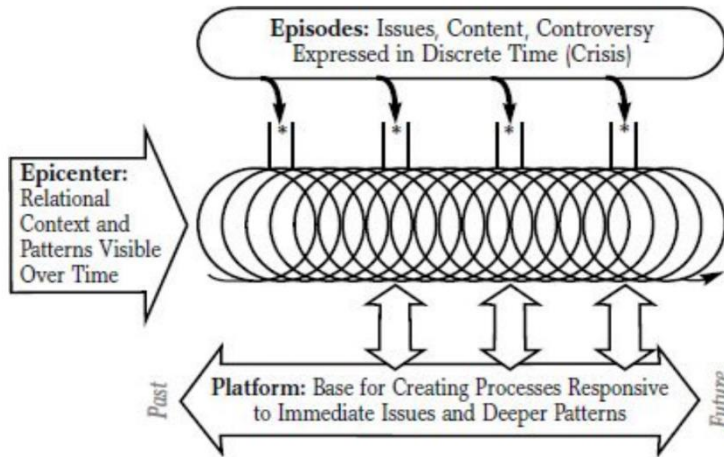 Episodes: Issues, Content, Controversy
Expressed in Discrete Time (Crisis)
* * * *
Epicenter:
Relational
Context and
Patterns Visible
Over Time
Past
Platform: Base for Creating Processes Responsive
to Immediate Issues and Deeper Patterns
Future